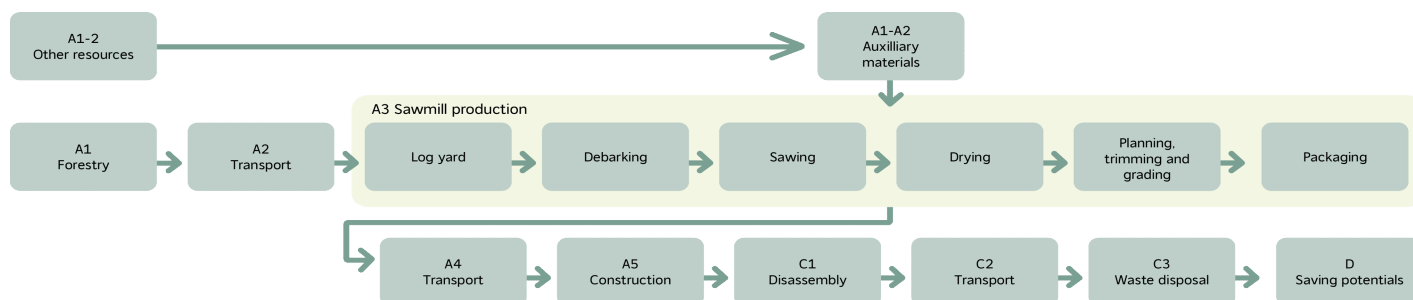 A1-2
Other resources
A1-A2
Auxilliary
materials
A3 Sawmill production
A1
Forestry
A2
Transport
Log yard
Debarking
Sawing
Drying
Planning,
trimming and
grading
Packaging
A4
Transport
A5
Construction
C1
Disassembly
C2
Transport
C3
Waste disposal
D
Saving potentials